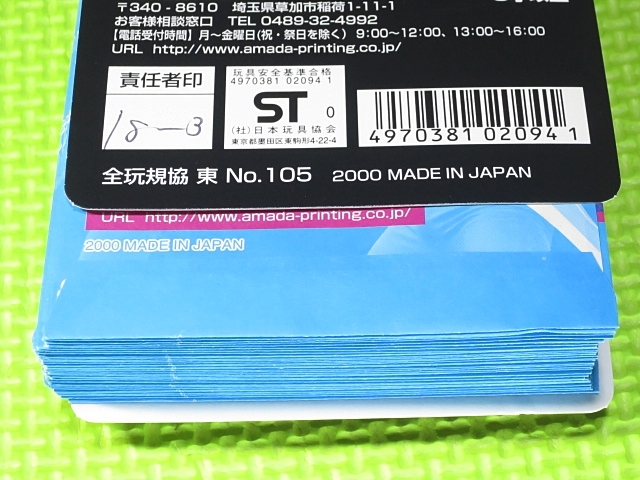 〒340-8610 埼玉県草加市稲荷1-11-1
お客様相談窓口 TEL 0489-32-4992
【電話受付時間】月〜金曜日(祝・祭日を除く) 9:00〜12:00、13:00〜16:00
URL http://www.amada-printing.co.jp/
責任者印
18-3
玩具安全基準合格
4970381 02094 1
ST 0
(社)日本玩具協会
東京都墨田区東駒形4-22-4
4970381 02094 1
全玩規協 東 No.105 2000 MADE IN JAPAN
URL http://www.amada-printing.co.jp/
2000 MADE IN JAPAN